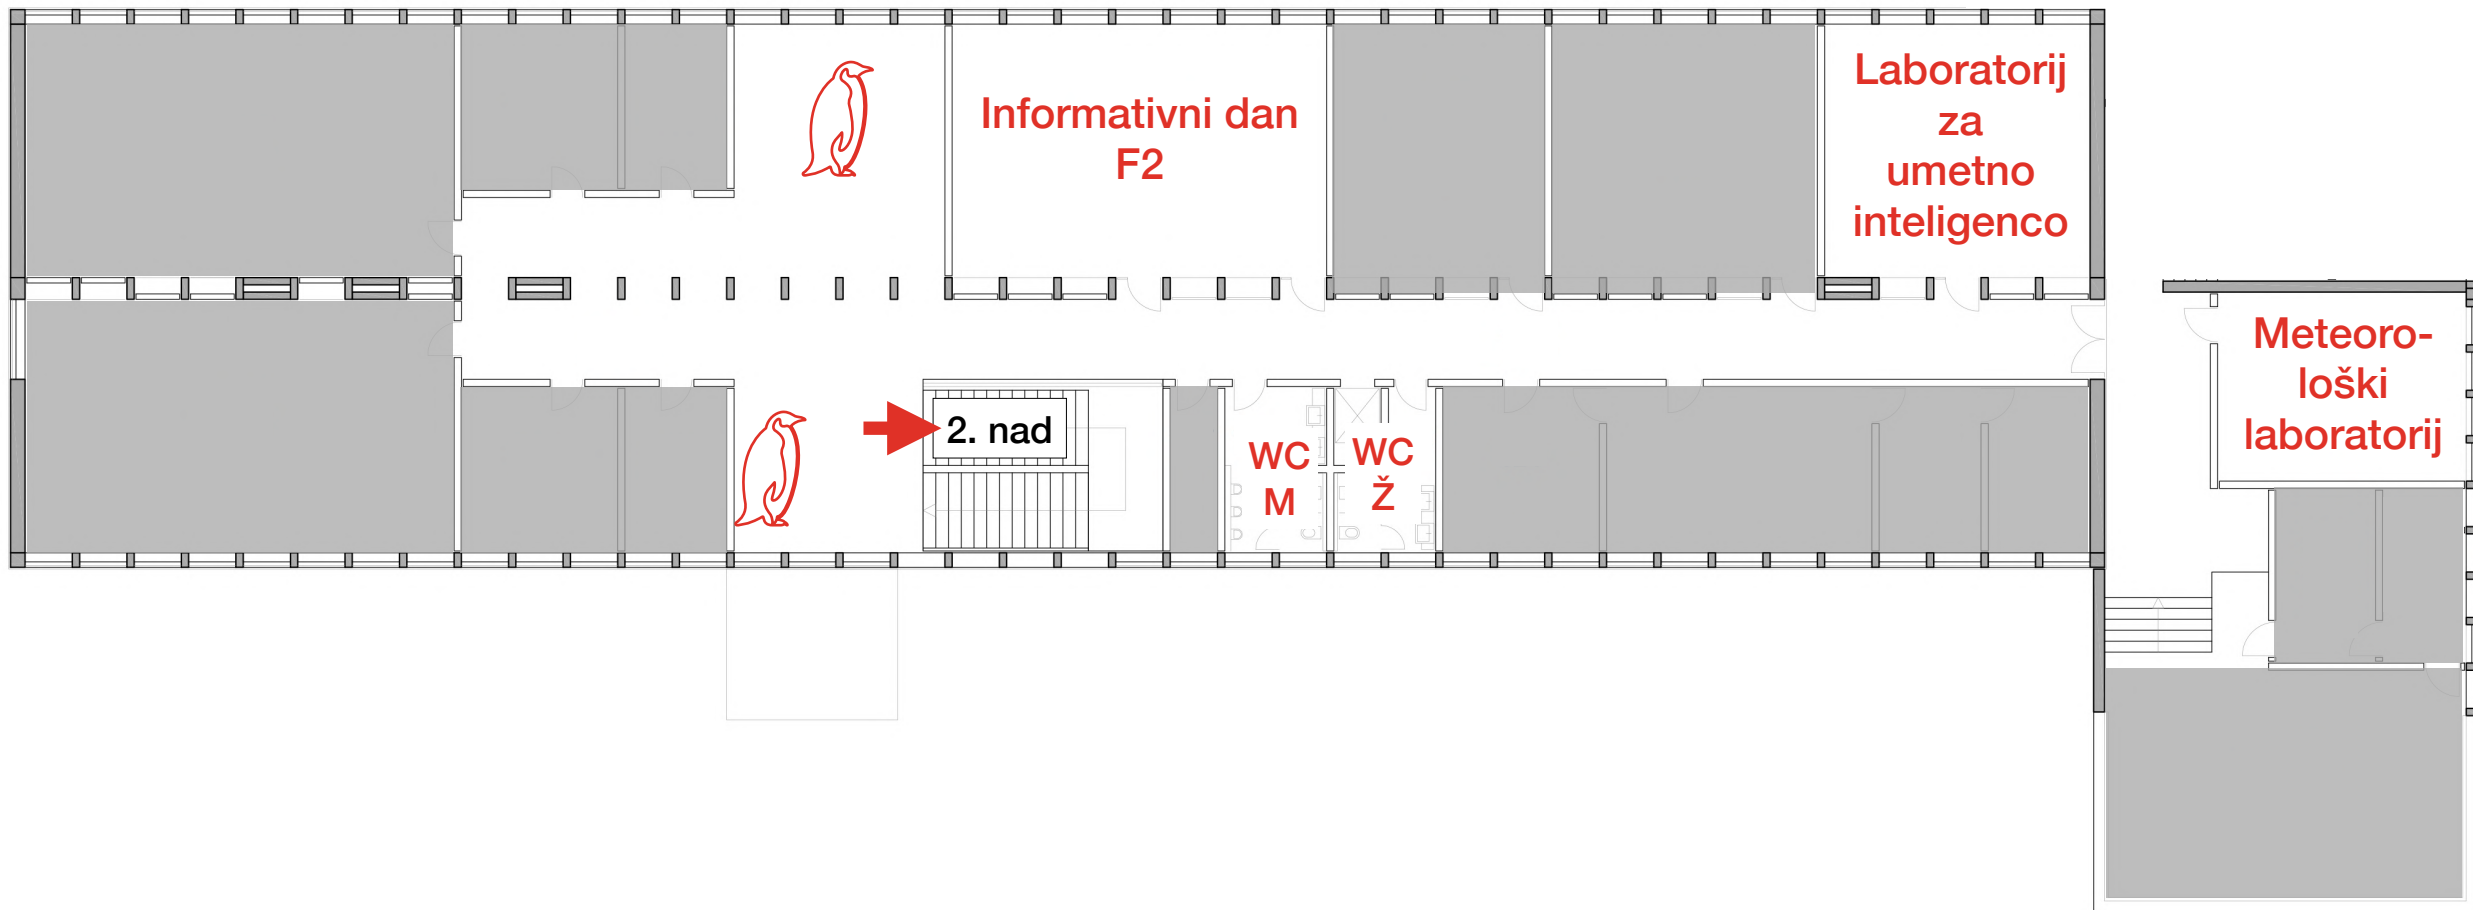 Informativni dan
F2
Laboratorij
za
umetno
inteligenco
Meteoro-
loški
laboratorij
2. nad
WC
M
WC
Ž